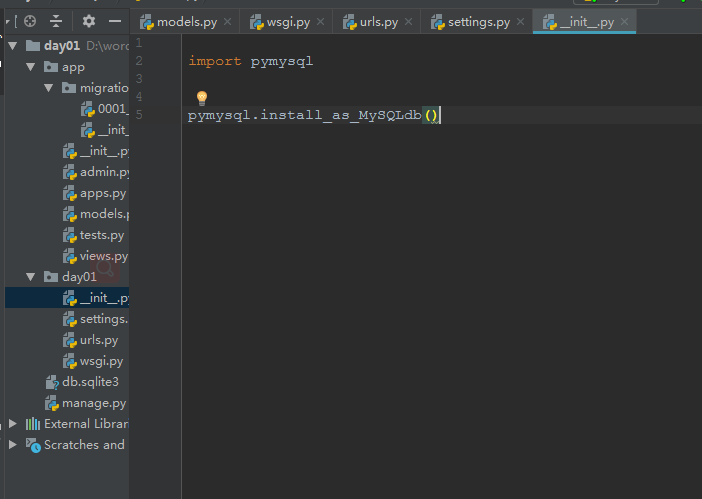 models.py
wsgi.py
urls.py
settings.py
__init__.py
day01 D:\word
app
migration
0001_
__init_
__init__.py
admin.py
apps.py
models.p
tests.py
views.py
day01
__init__.py
settings.
urls.py
wsgi.py
db.sqlite3
manage.py
External Librar
Scratches and
1
2 import pymysql
3
4
5 pymysql.install_as_MySQLdb()